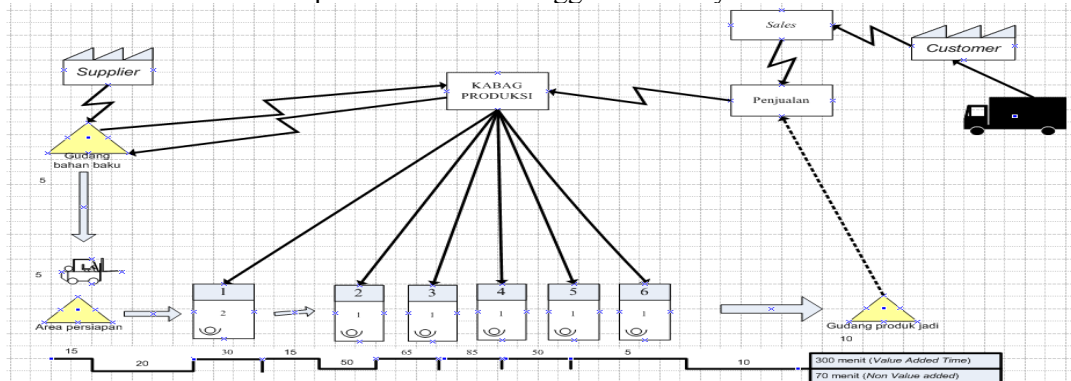 Sales
Customer
Supplier
KABAG
PRODUKSI
Penjualan
Gudang
bahan baku
5
5
1
2
3
4
5
6
2
1
1
1
1
1
Area persiapan
Gudang produk jadi
10
15
20
30
15
50
65
85
50
5
10
300 menit (Value Added Time)
70 menit (Non Value added)